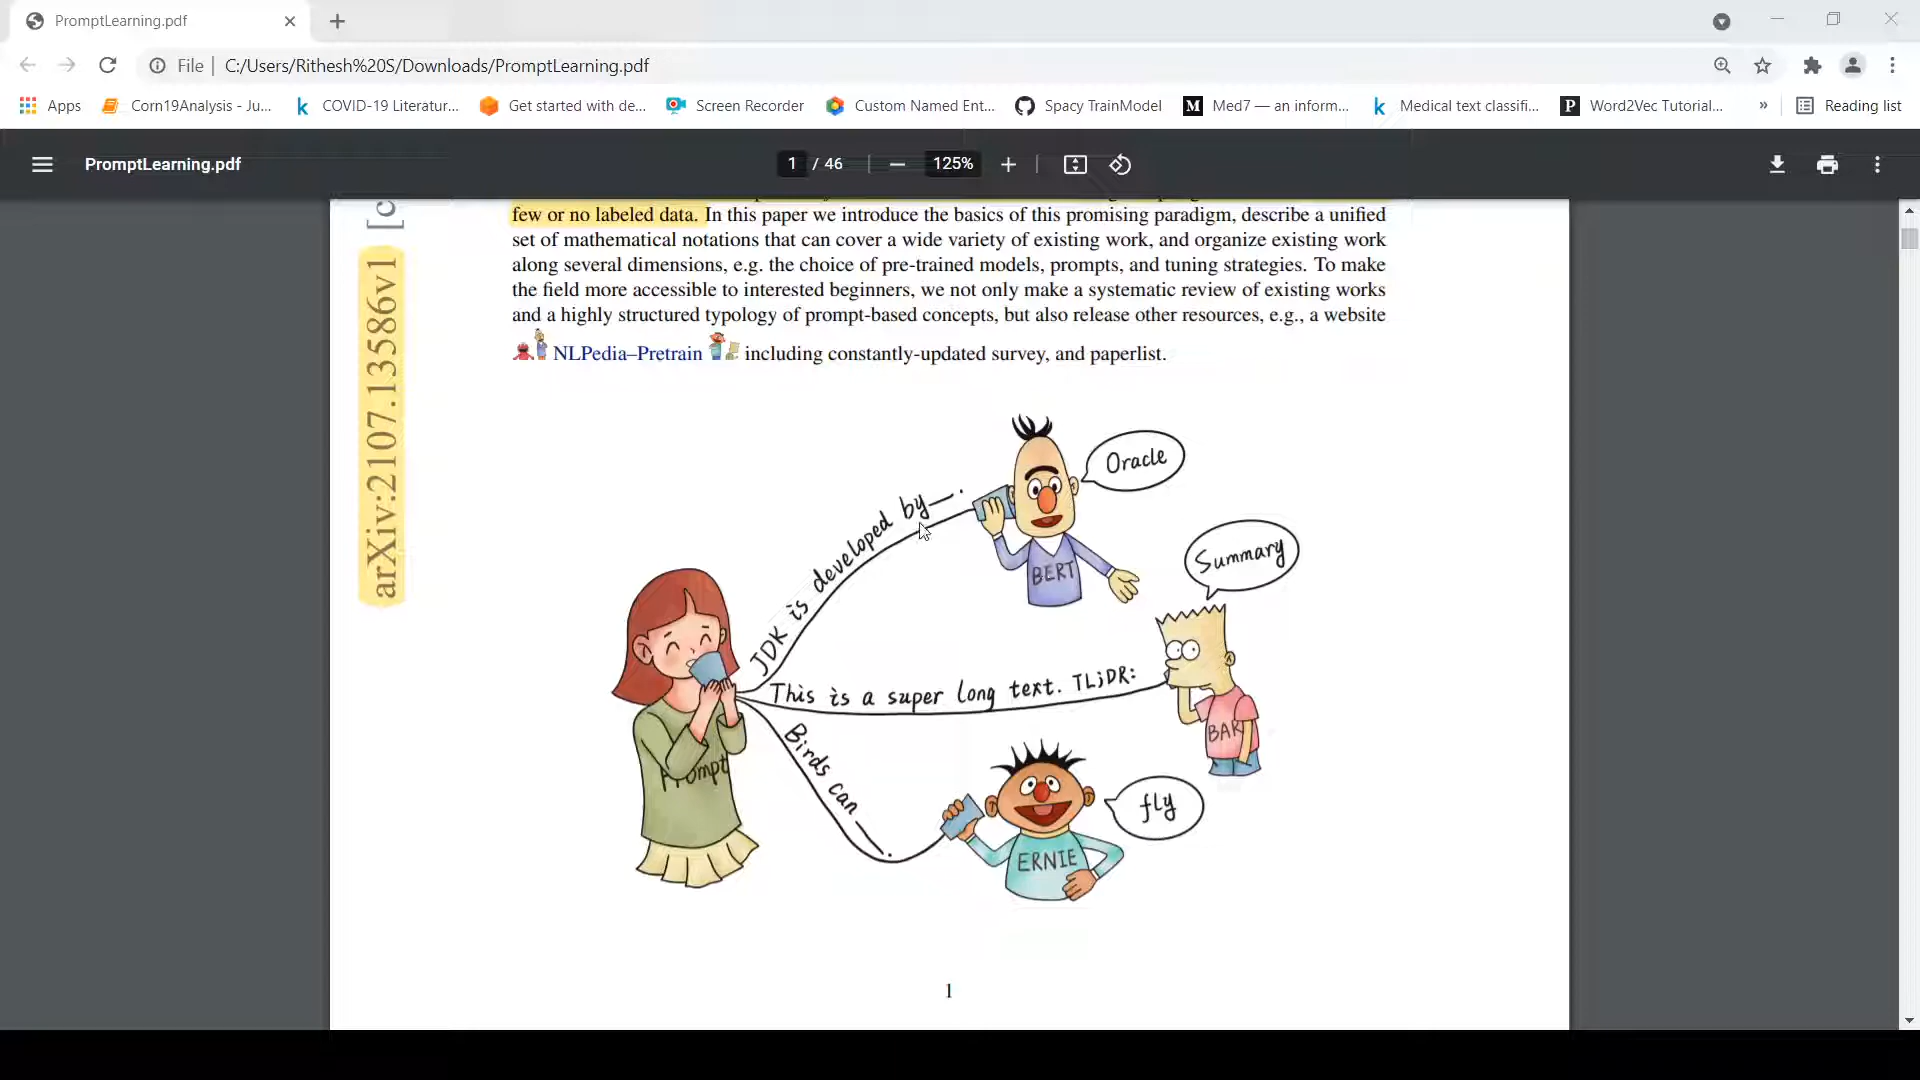 PromptLearning.pdf
File
C:/Users/Rithesh%20S/Downloads/PromptLearning.pdf
Apps
Corn19Analysis - Ju...
COVID-19 Literatur...
Get started with de...
Screen Recorder
Custom Named Ent...
Spacy TrainModel
Med7 — an inform...
Medical text classifi...
Word2Vec Tutorial...
»
Reading list
PromptLearning.pdf
1 / 46
125%
few or no labeled data. In this paper we introduce the basics of this promising paradigm, describe a unified
set of mathematical notations that can cover a wide variety of existing work, and organize existing work
along several dimensions, e.g. the choice of pre-trained models, prompts, and tuning strategies. To make
the field more accessible to interested beginners, we not only make a systematic review of existing works
and a highly structured typology of prompt-based concepts, but also release other resources, e.g., a website
NLPedia–Pretrain including constantly-updated survey, and paperlist.
arXiv:2107.13586v1 [c
JDK is developed by —.
Oracle
BERT
Summary
This is a super long text. TL;DR:
BAR
Prompt
Birds can —.
fly
ERNIE
1